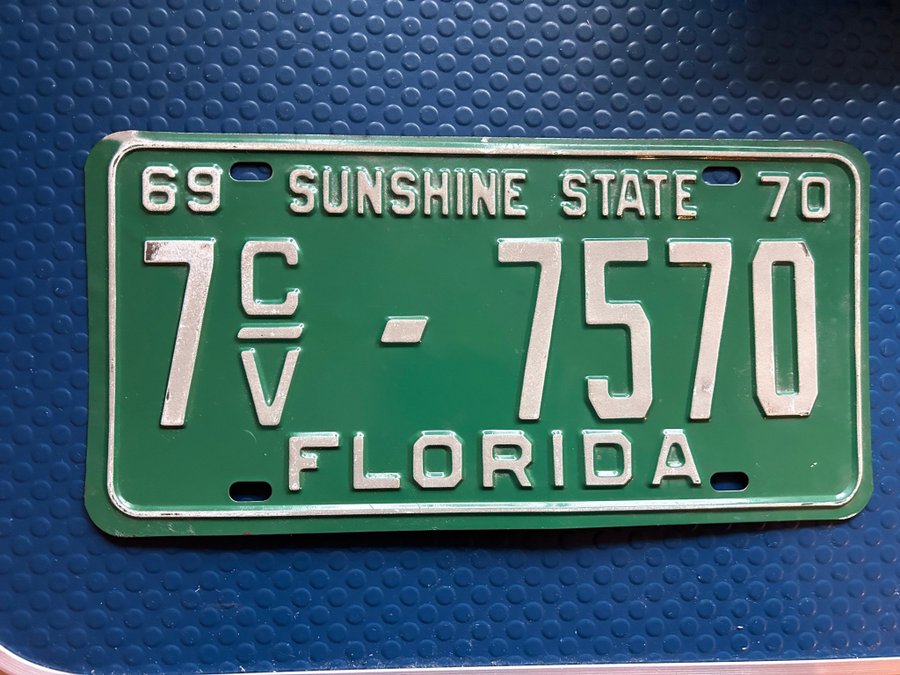 69 SUNSHINE STATE 70
7 C/V - 7570
FLORIDA